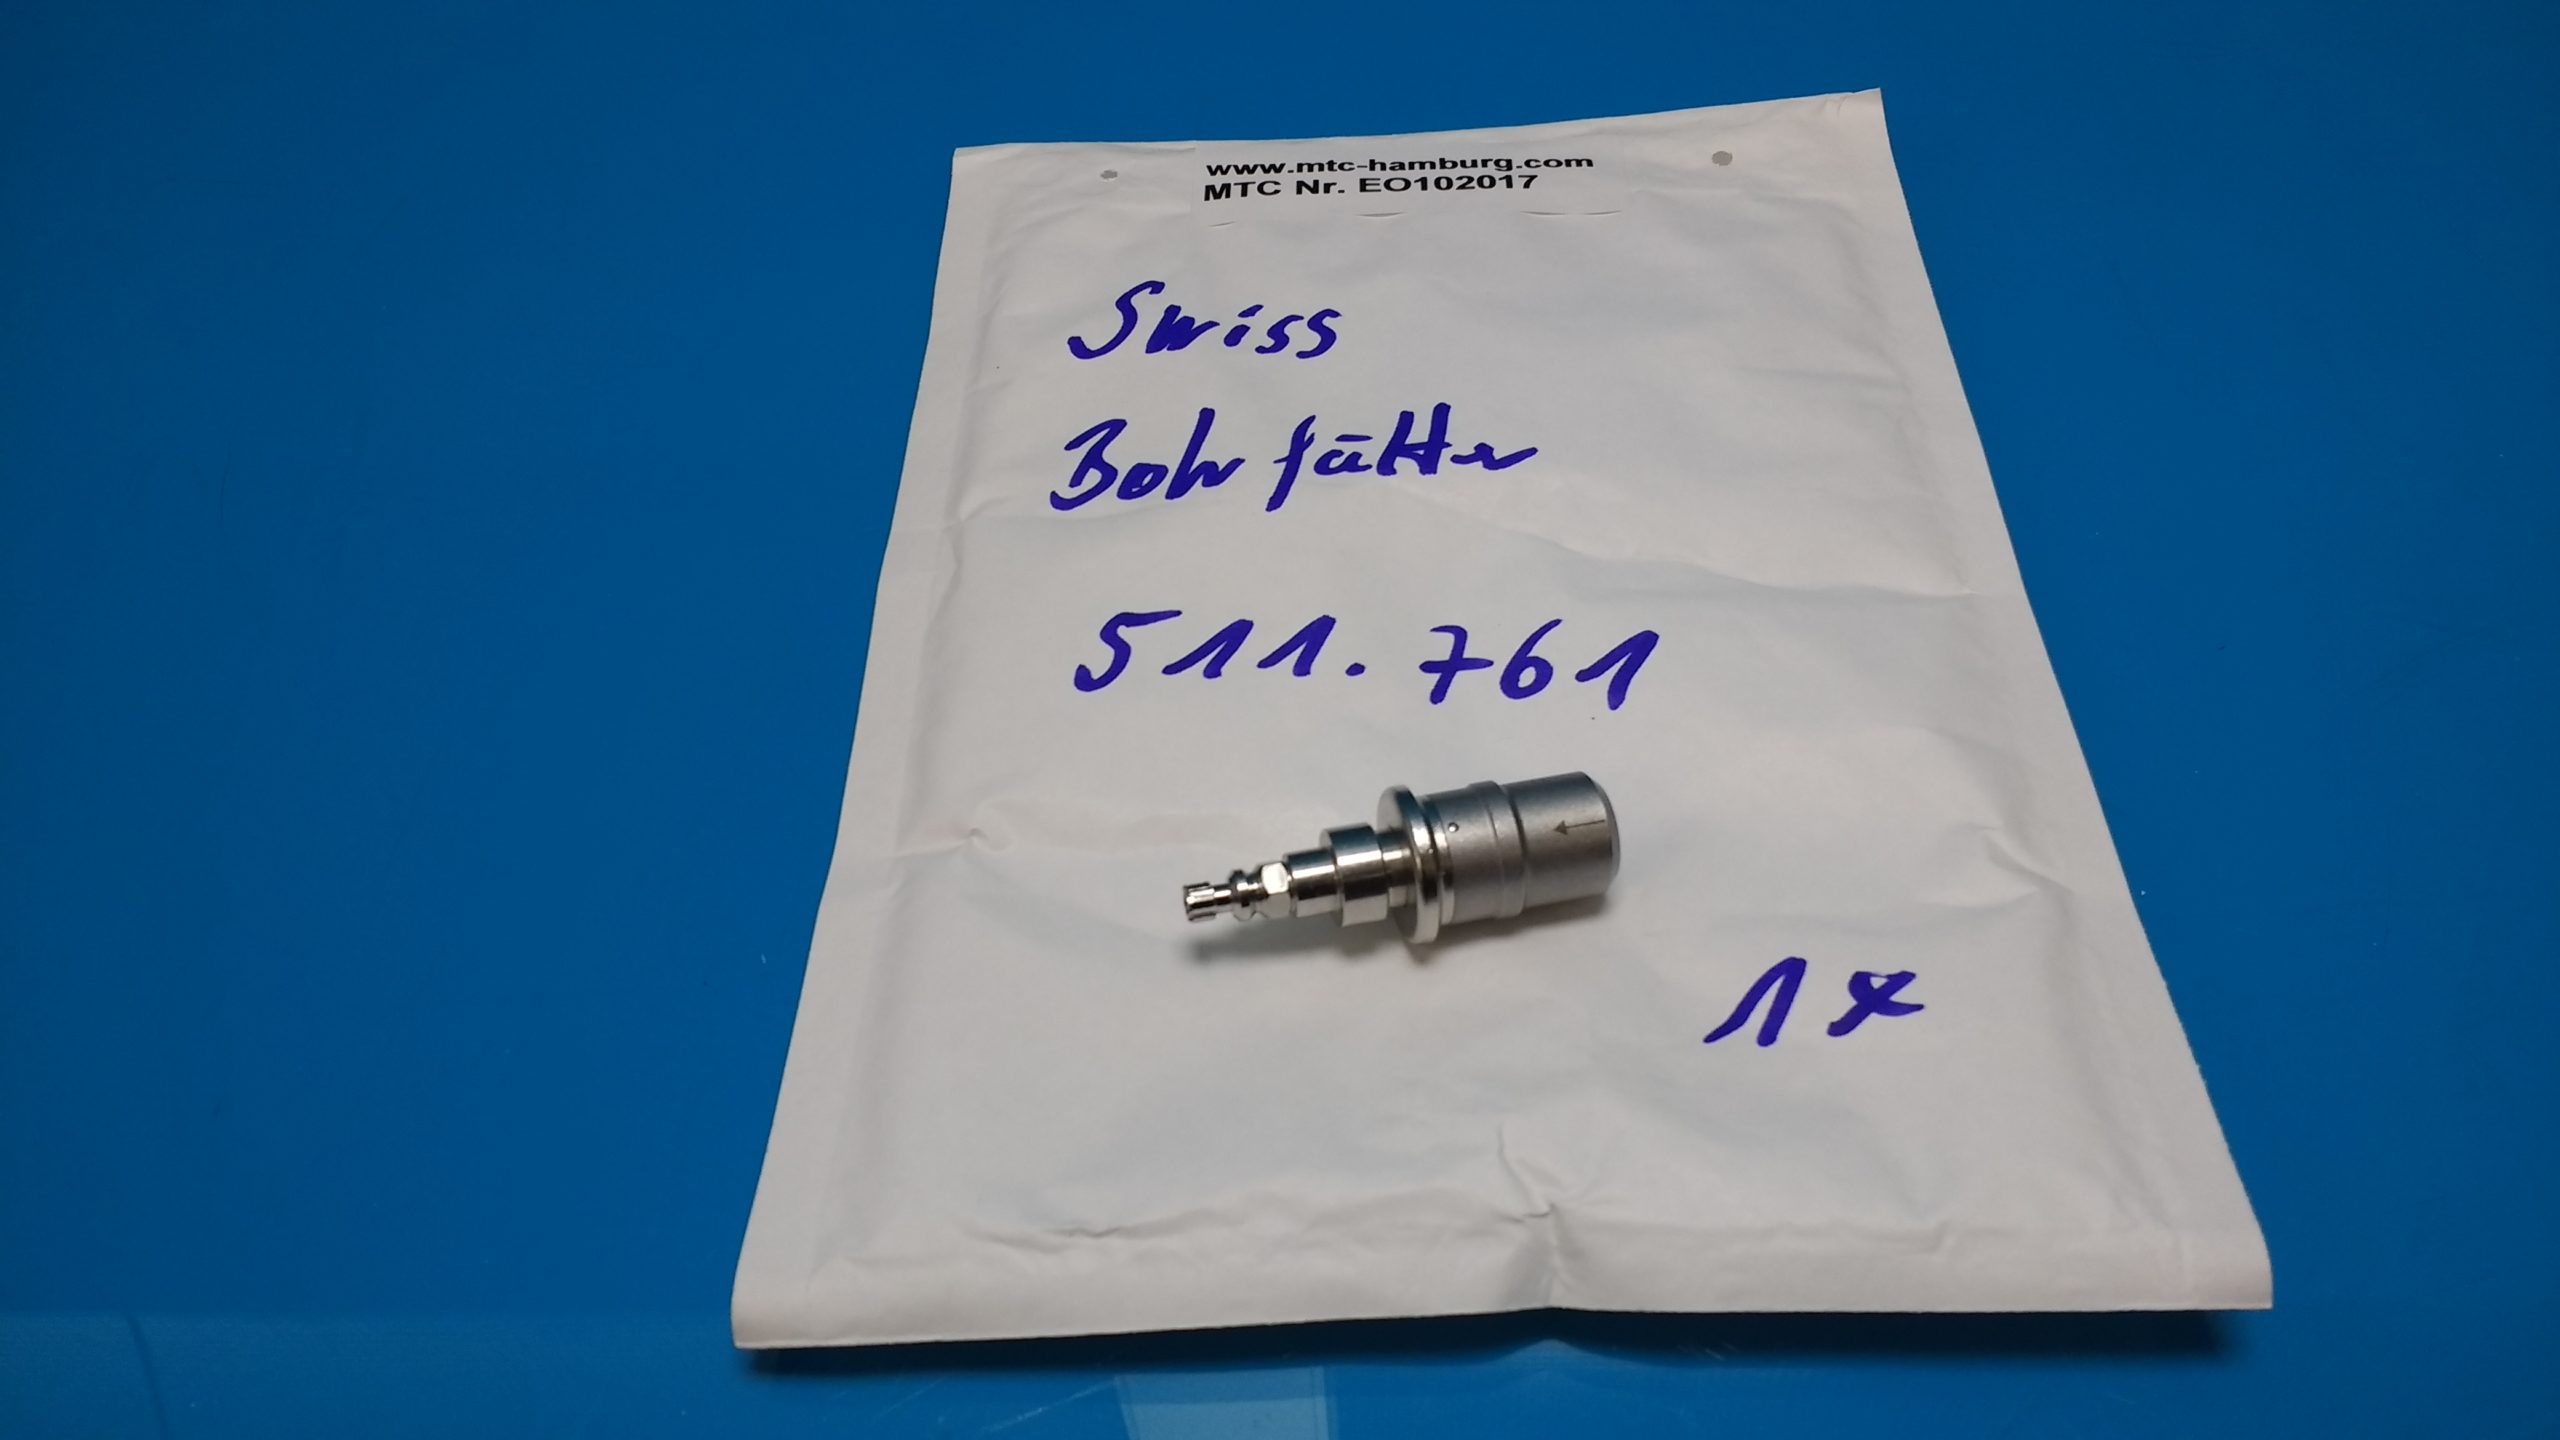 www.mtc-hamburg.com
MTC Nr. EO102017
Swiss
Bohrfutter
511.761
1x